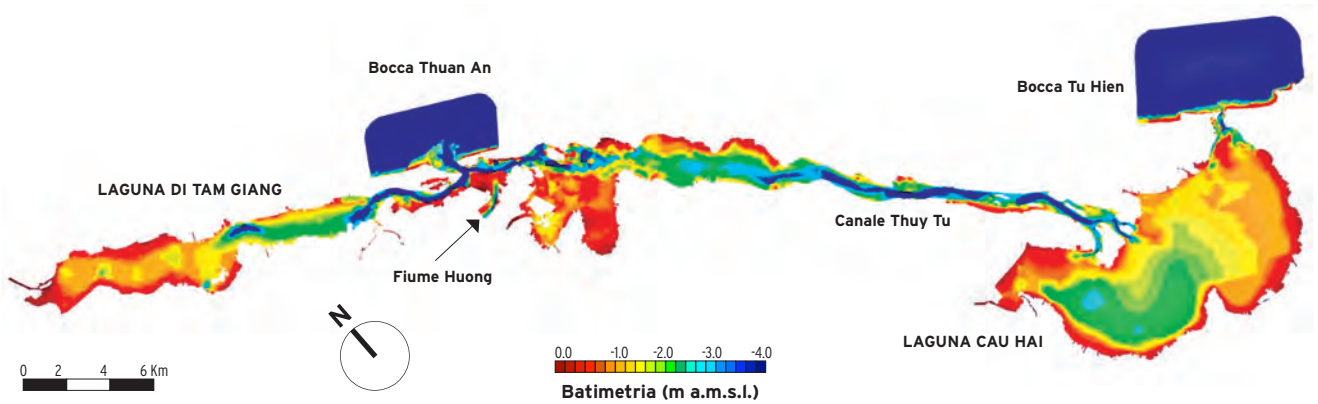 Bocca Thuan An
Bocca Tu Hien
LAGUNA DI TAM GIANG
Canale Thuy Tu
Fiume Huong
N
LAGUNA CAU HAI
0.0 -1.0 -2.0 -3.0 -4.0
0 2 4 6 Km
Batimetria (m a.m.s.l.)